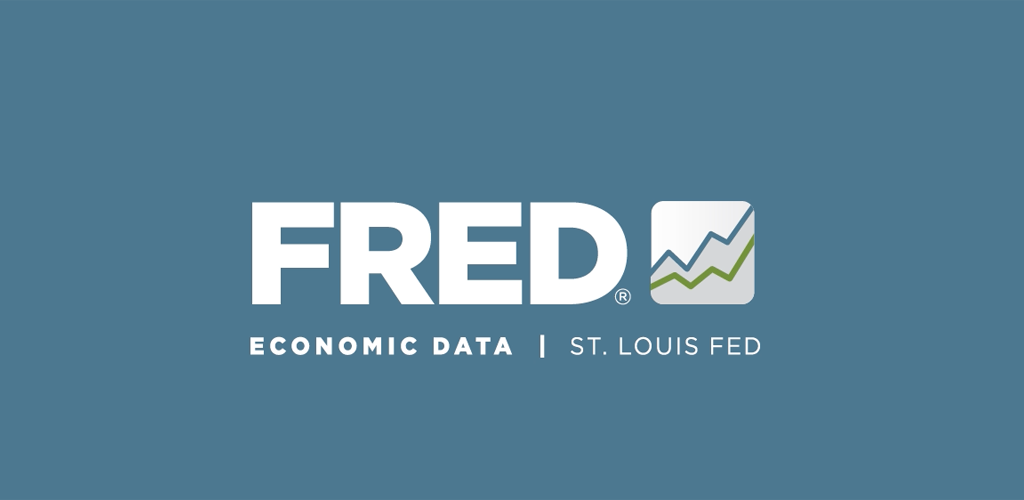 FRED®
ECONOMIC DATA | ST. LOUIS FED